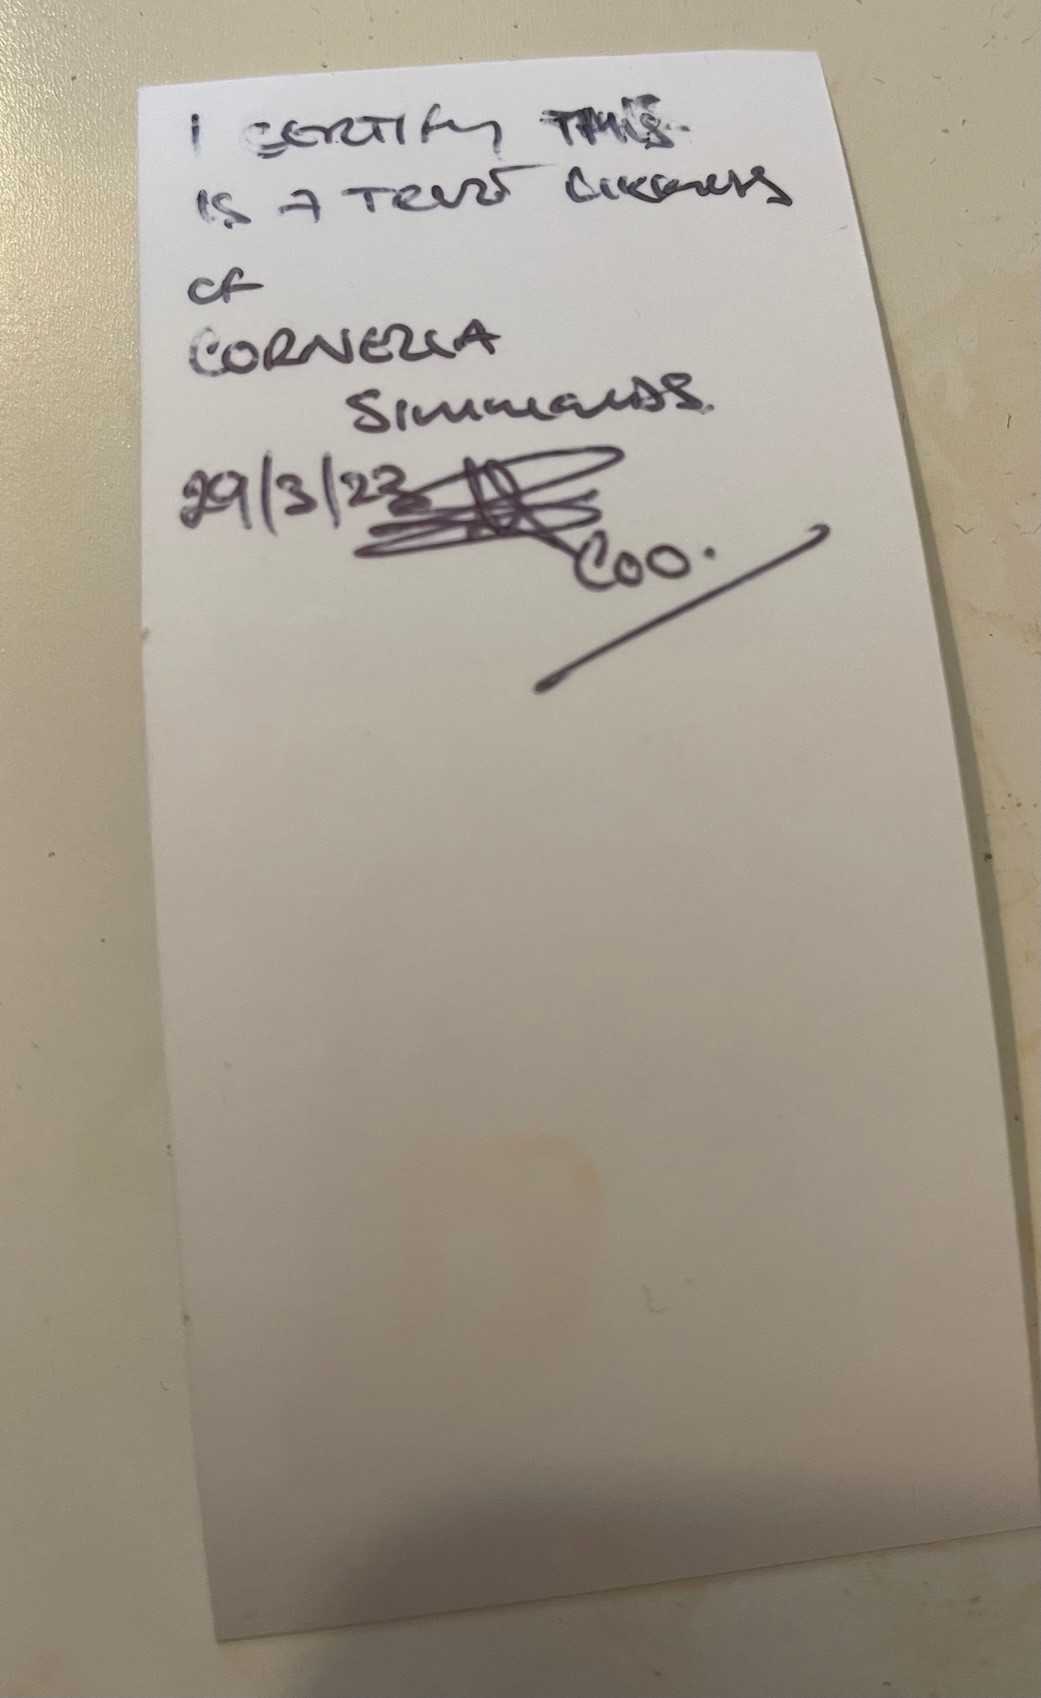 I CERTIFY THIS
IS A TRUE LIKENESS
OF
CORNELIA
SIMMONDS.
29/3/23
COO.